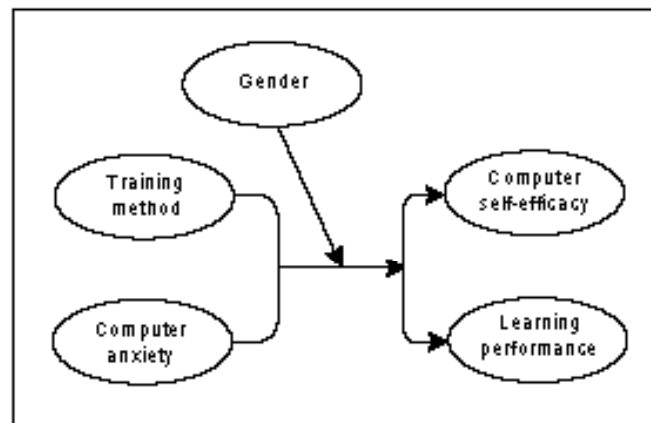 Gender
Training
method
Computer
self-efficacy
Computer
anxiety
Learning
performance